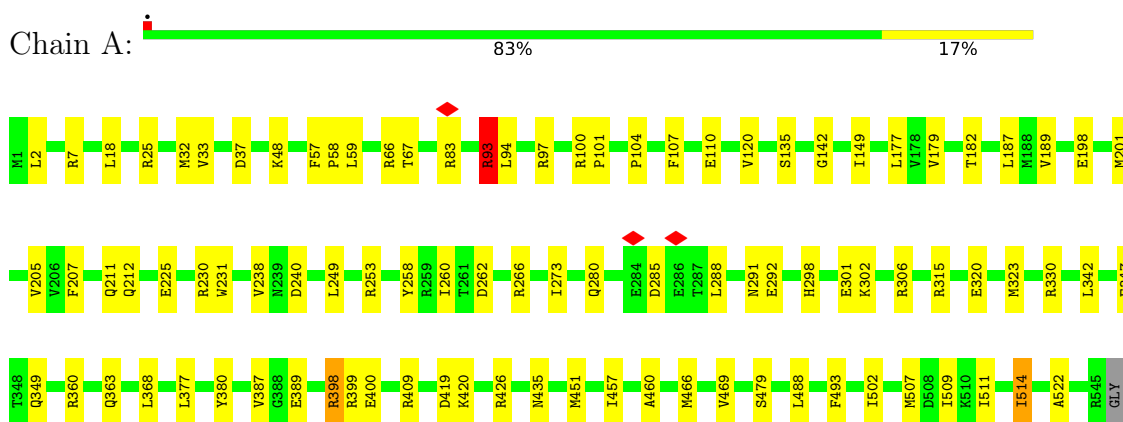 Chain A:
83%
17%
M1 L2 R7 L18 R25 M32 V33 D37 K48 F57 P58 L59 R66 T67 R83 R93 L94 R97 R100 P101 P104 F107 E110 V120 S135 G142 I149 L177 V178 V179 T182 L187 M188 V189 E198 M201
V205 V206 F207 Q211 Q212 E225 R230 W231 V238 N239 D240 L249 R253 Y258 R259 I260 T261 D262 R266 I273 Q280 E284 D285 E286 T287 L288 N291 E292 H298 E301 K302 R306 R315 E320 M323 R330 L342
T348 Q349 R360 Q363 L368 L377 Y380 V387 G388 E389 R398 R399 E400 R409 D419 K420 R426 N435 M451 I457 A460 M466 V469 S479 L488 F493 I502 M507 D508 I509 K510 I511 I514 A522 R545 GLY